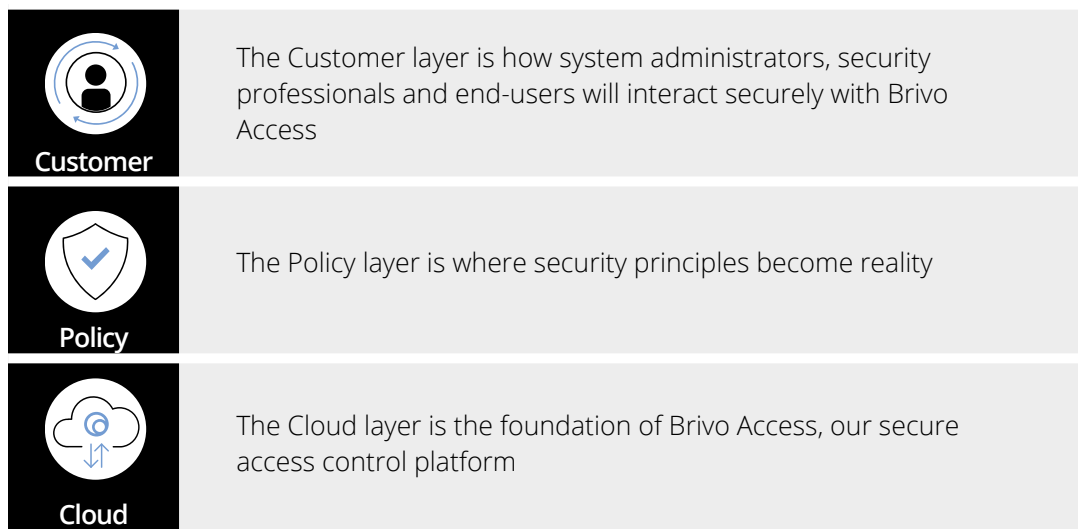 The Customer layer is how system administrators, security
professionals and end-users will interact securely with Brivo
Access
Customer
The Policy layer is where security principles become reality
Policy
The Cloud layer is the foundation of Brivo Access, our secure
access control platform
Cloud